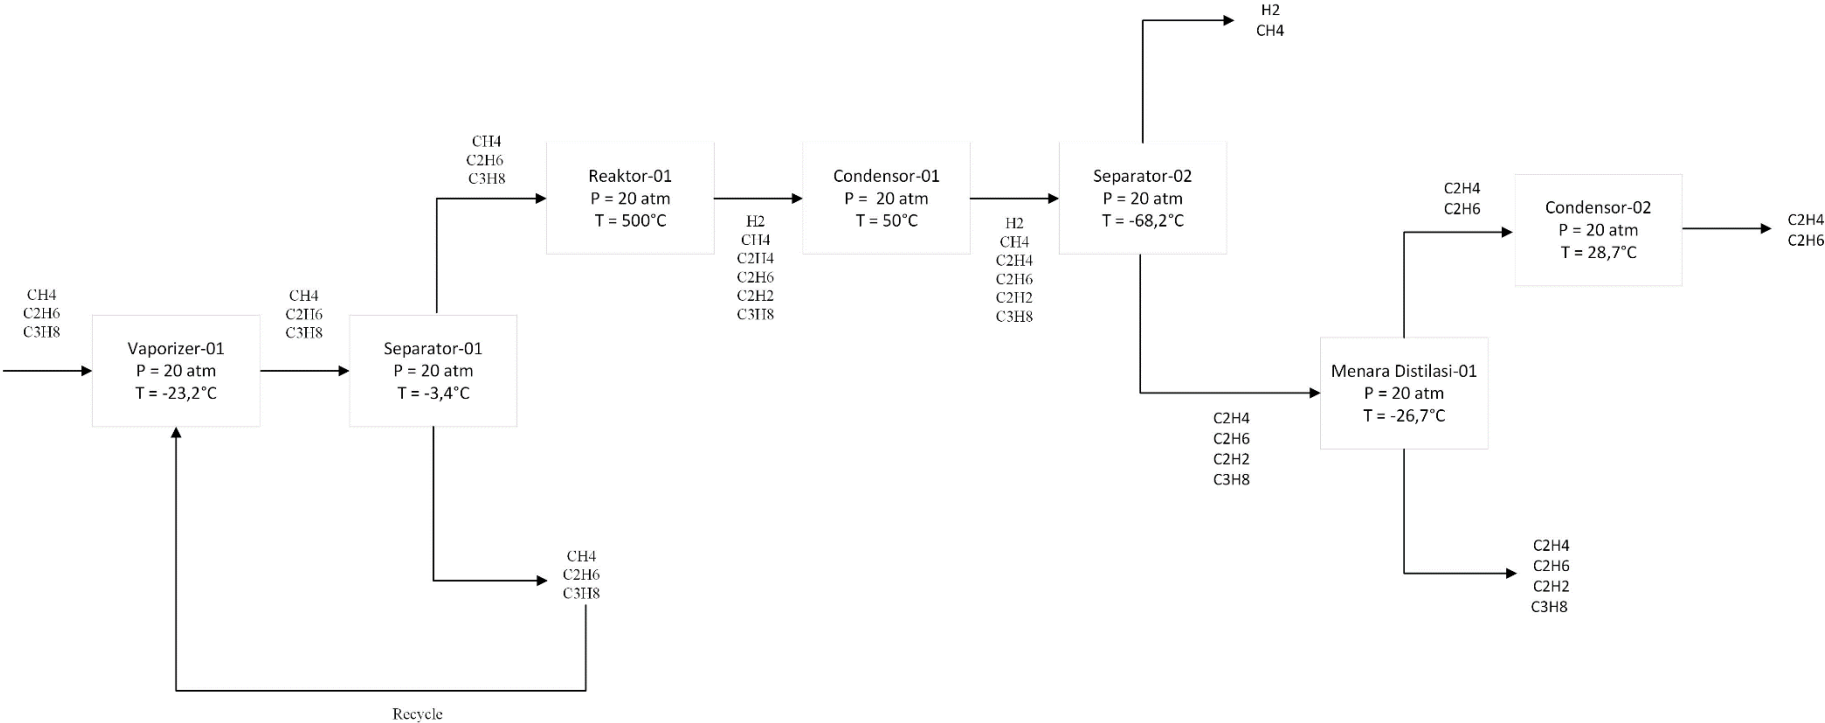 CH4
C2H6
C3H8
Vaporizer-01
P = 20 atm
T = -23,2°C
CH4
C2H6
C3H8
Separator-01
P = 20 atm
T = -3,4°C
CH4
C2H6
C3H8
Recycle
CH4
C2H6
C3H8
Reaktor-01
P = 20 atm
T = 500°C
H2
CH4
C2H4
C2H6
C2H2
C3H8
Condensor-01
P =  20 atm
T = 50°C
H2
CH4
C2H4
C2H6
C2H2
C3H8
Separator-02
P = 20 atm
T = -68,2°C
H2
CH4
C2H4
C2H6
C2H2
C3H8
Menara Distilasi-01
P = 20 atm
T = -26,7°C
C2H4
C2H6
Condensor-02
P = 20 atm
T = 28,7°C
C2H4
C2H6
C2H4
C2H6
C2H2
C3H8